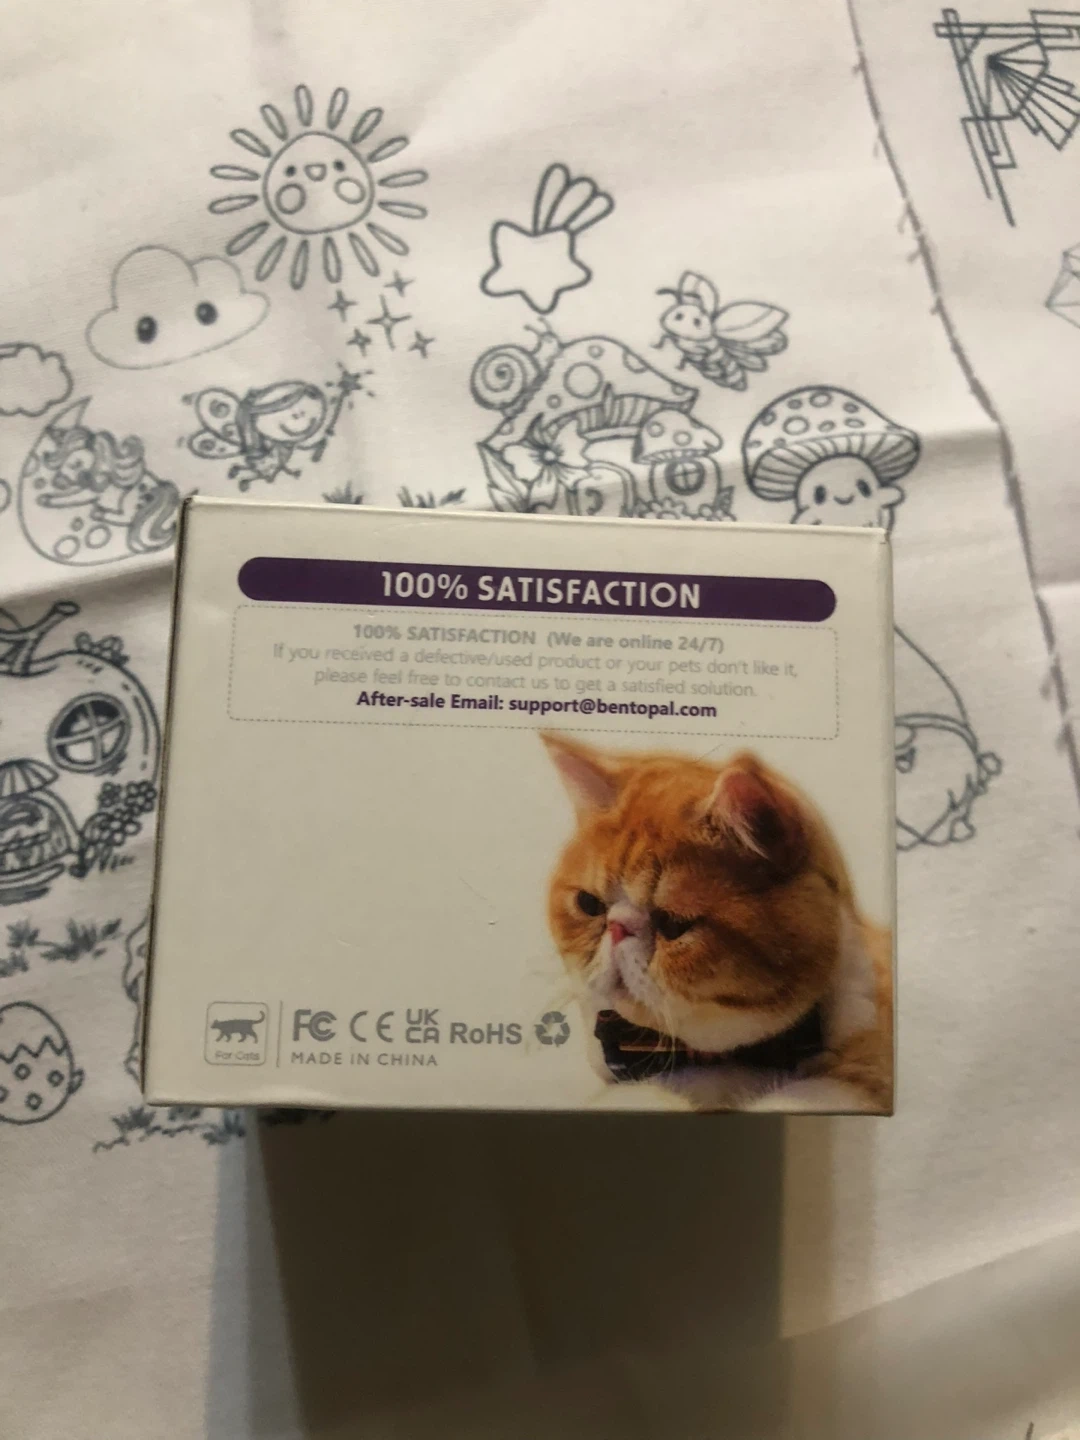 100% SATISFACTION
100% SATISFACTION (We are online 24/7)
If you received a defective/used product or your pets don't like it,
please feel free to contact us to get a satisfied solution.
After-sale Email: support@bentopal.com
For Cats
FC CE UKCA RoHS
MADE IN CHINA